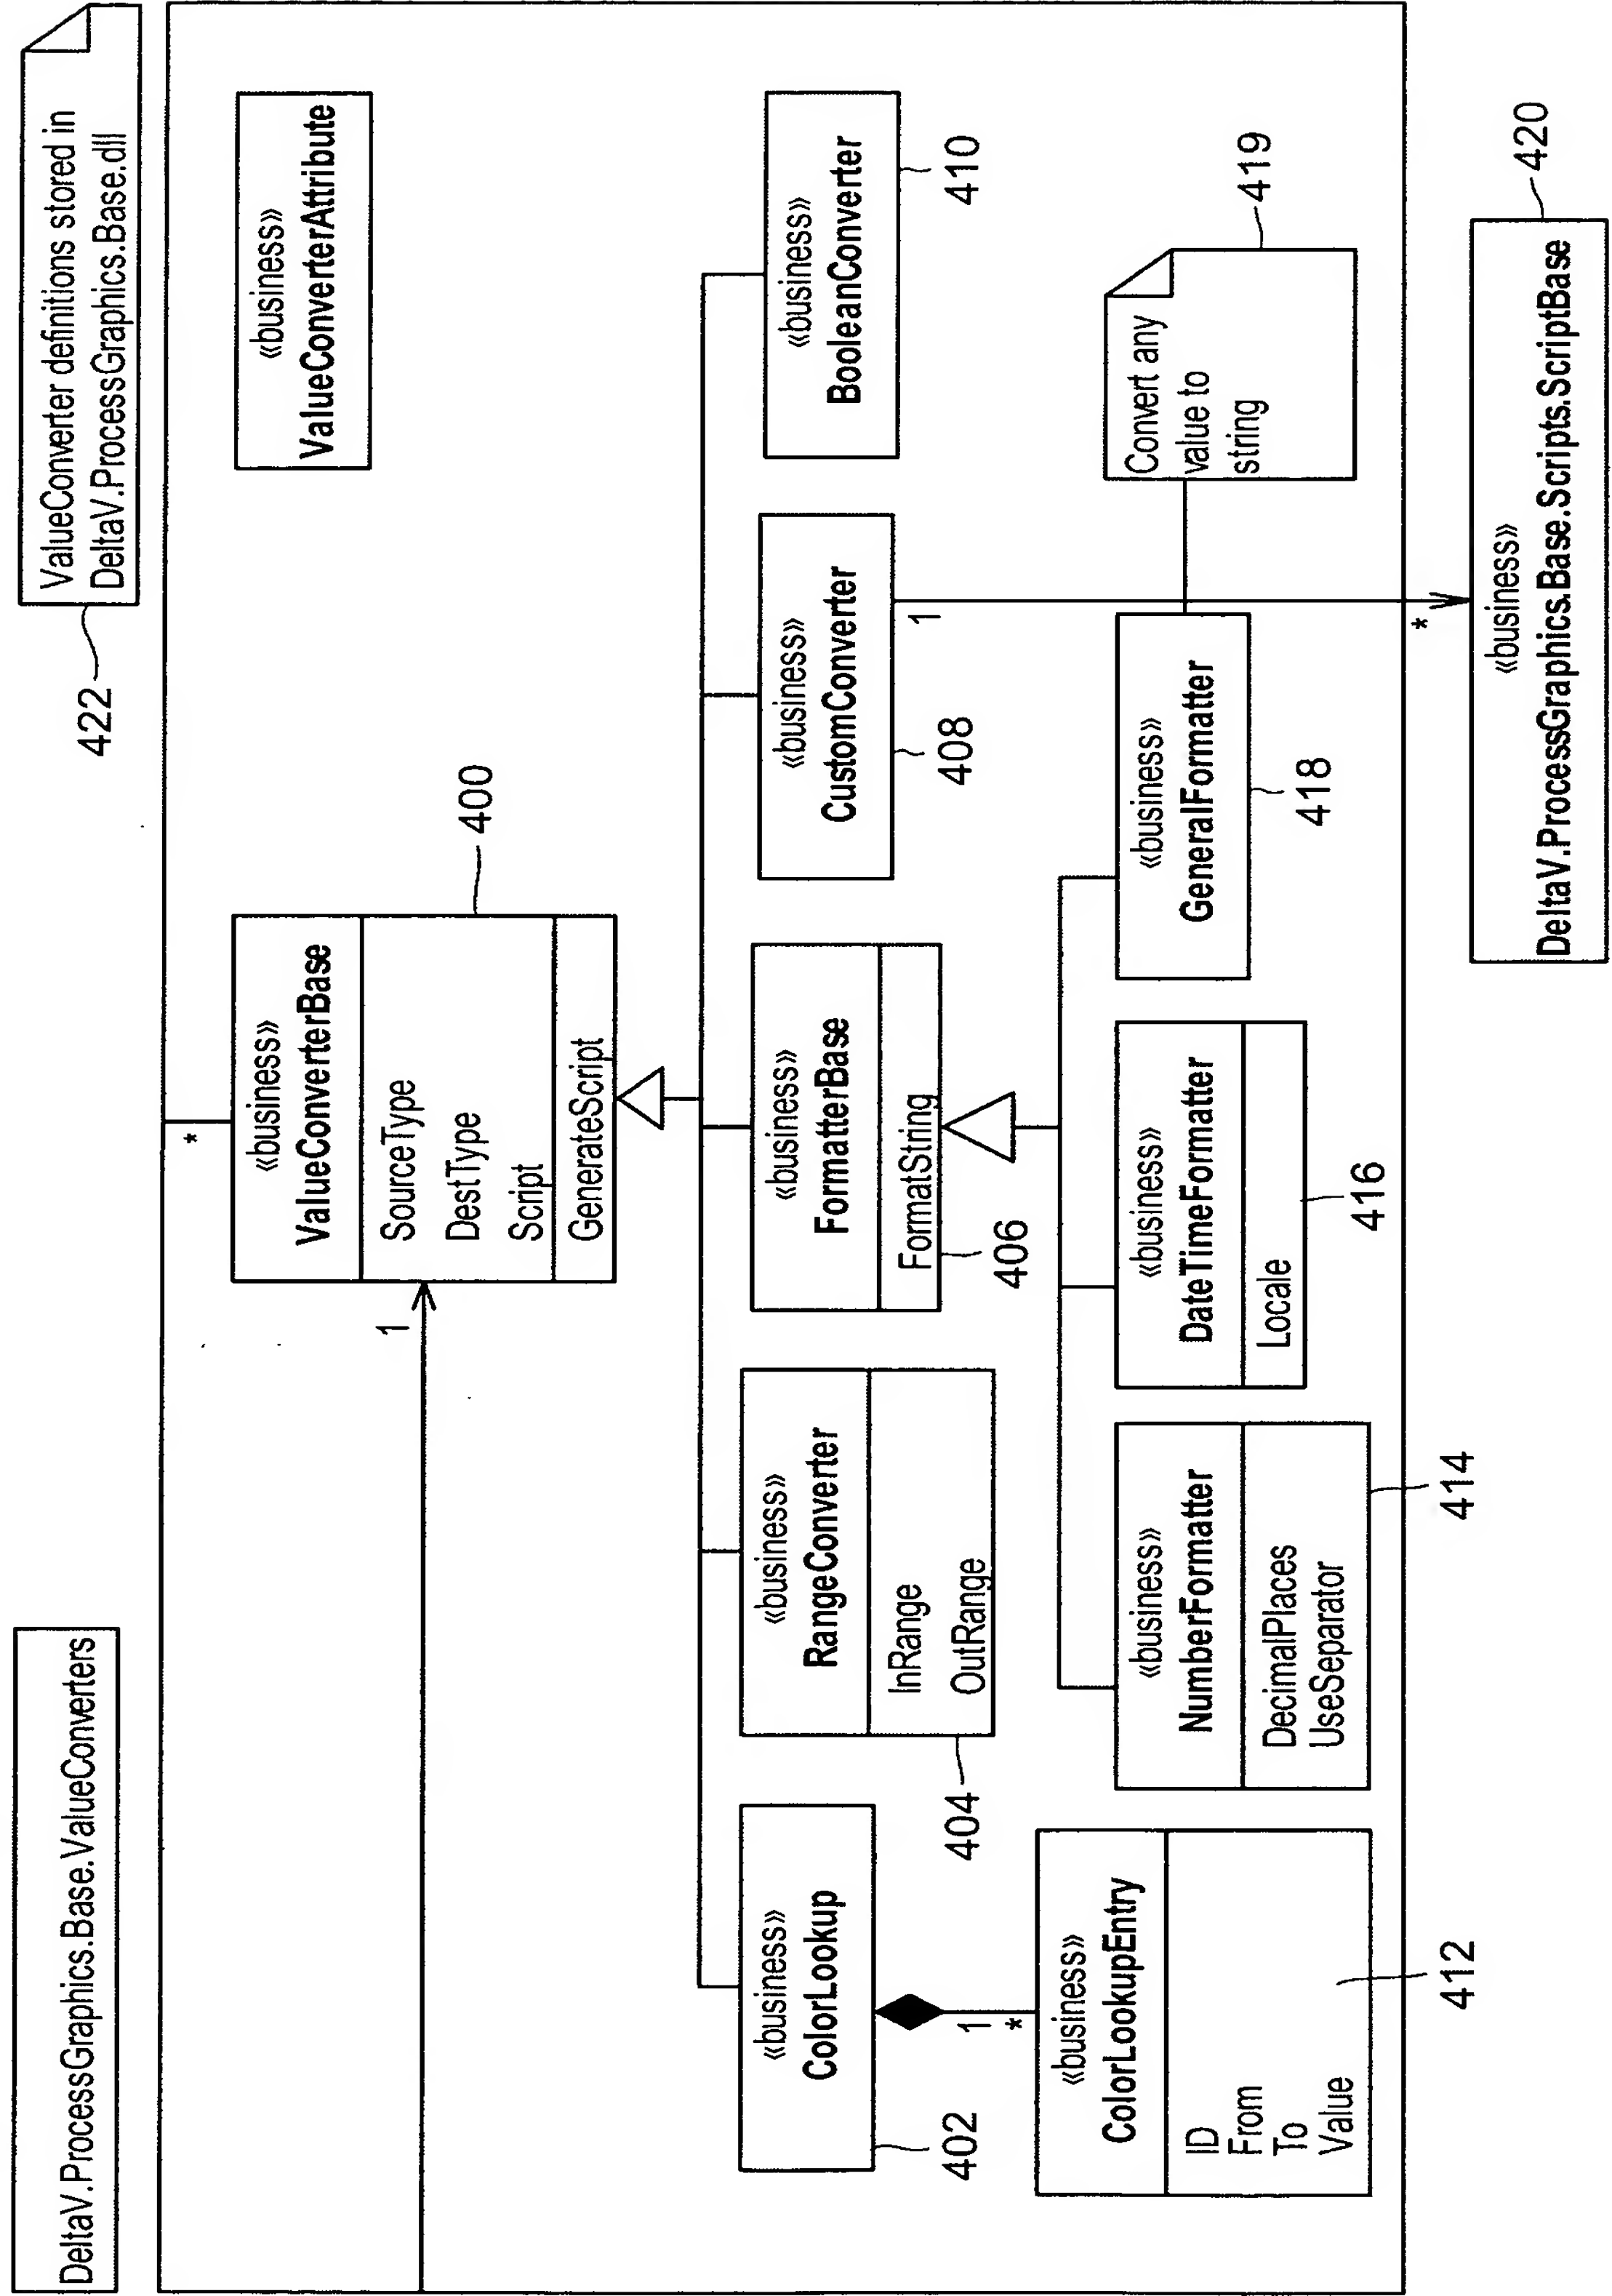 DeltaV.ProcessGraphics.Base.ValueConverters
ValueConverter definitions stored in
DeltaV.ProcessGraphics.Base.dll
422
*
«business»
ValueConverterBase
SourceType
DestType
Script
GenerateScript
400
1
«business»
ValueConverterAttribute
«business»
ColorLookup
402
«business»
RangeConverter
InRange
OutRange
404
«business»
FormatterBase
FormatString
406
«business»
CustomConverter
408
1
«business»
BooleanConverter
410
1
*
«business»
ColorLookupEntry
ID
From
To
Value
412
«business»
NumberFormatter
DecimalPlaces
UseSeparator
414
«business»
DateTimeFormatter
Locale
416
«business»
GeneralFormatter
418
Convert any
value to
string
419
*
«business»
DeltaV.ProcessGraphics.Base.Scripts.ScriptBase
420